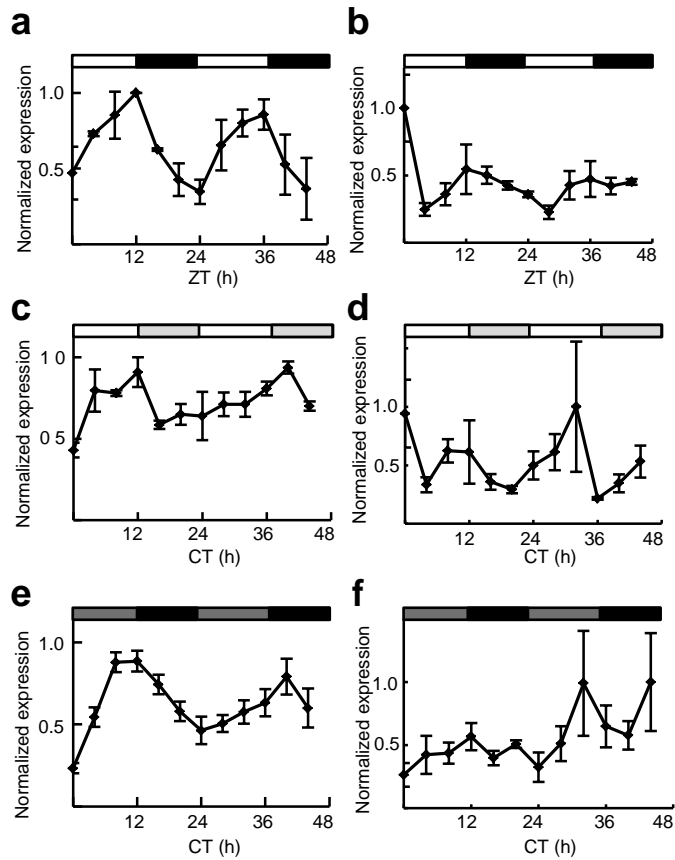 a
b
Normalized expression
1.0
0.5
12
24
36
48
ZT (h)
Normalized expression
1.0
0.5
12
24
36
48
ZT (h)
c
d
Normalized expression
1 0
0 5
12
24
36
48
CT (h)
Normalized expression
1.0
0.5
12
24
36
48
CT (h)
e
f
Normalized expression
1.0
0.5
12
24
36
48
CT (h)
Normalized expression
1.0
0.5
12
24
36
48
CT (h)